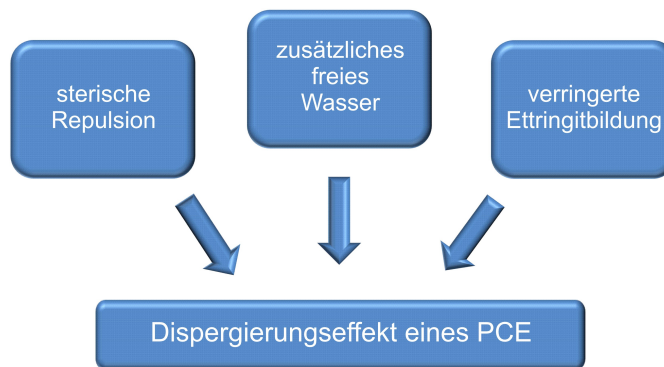 sterische
Repulsion
zusätzliches
freies
Wasser
verringerte
Ettringitbildung
Dispergierungseffekt eines PCE